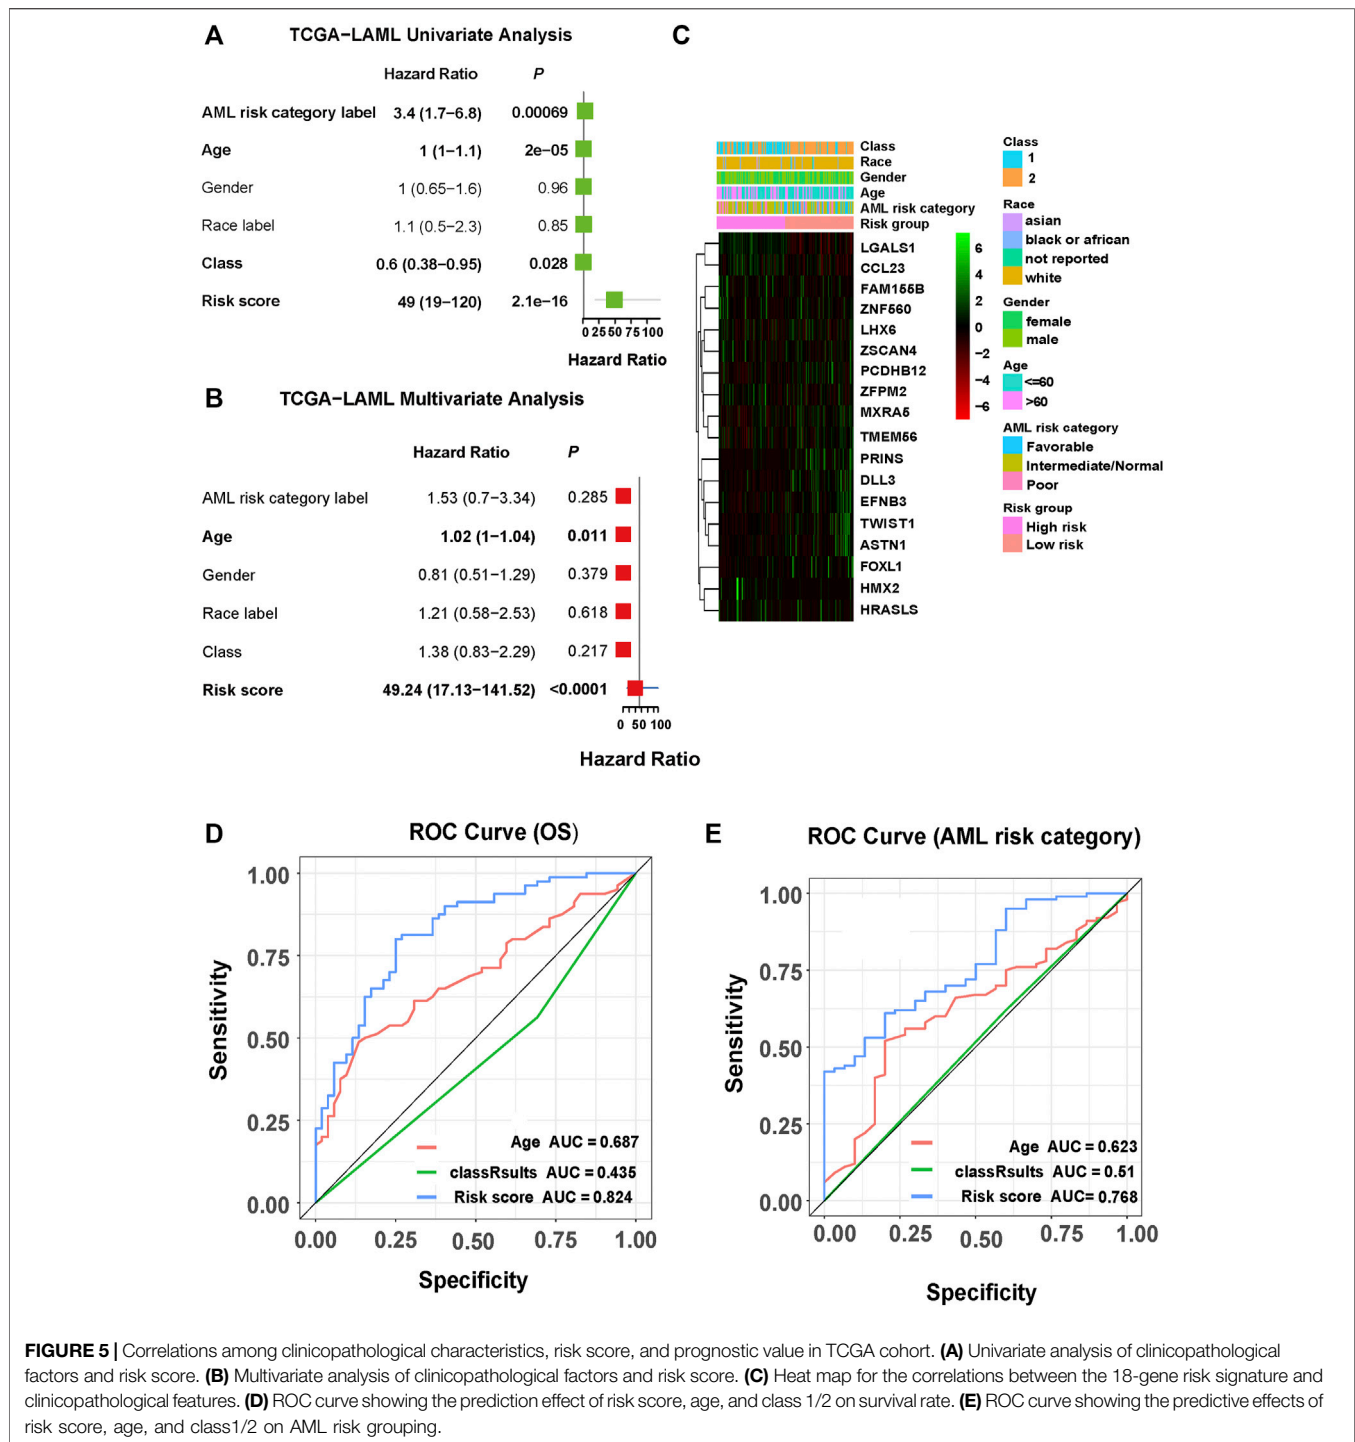 A
TCGA−LAML Univariate Analysis
Hazard Ratio P
AML risk category label 3.4 (1.7−6.8) 0.00069
Age 1 (1−1.1) 2e−05
Gender 1 (0.65−1.6) 0.96
Race label 1.1 (0.5−2.3) 0.85
Class 0.6 (0.38−0.95) 0.028
Risk score 49 (19−120) 2.1e−16
0 25 50 75 100
Hazard Ratio
B
TCGA−LAML Multivariate Analysis
Hazard Ratio P
AML risk category label 1.53 (0.7−3.34) 0.285
Age 1.02 (1−1.04) 0.011
Gender 0.81 (0.51−1.29) 0.379
Race label 1.21 (0.58−2.53) 0.618
Class 1.38 (0.83−2.29) 0.217
Risk score 49.24 (17.13−141.52) <0.0001
0 50 100
Hazard Ratio
C
Class
Race
Gender
Age
AML risk category
Risk group
LGALS1
CCL23
FAM155B
ZNF560
LHX6
ZSCAN4
PCDHB12
ZFPM2
MXRA5
TMEM56
PRINS
DLL3
EFNB3
TWIST1
ASTN1
FOXL1
HMX2
HRASLS
6
4
2
0
−2
−4
−6
Class
1
2
Race
asian
black or african
not reported
white
Gender
female
male
Age
<=60
>60
AML risk category
Favorable
Intermediate/Normal
Poor
Risk group
High risk
Low risk
D
ROC Curve (OS)
Sensitivity
1.00
0.75
0.50
0.25
0.00
Age AUC = 0.687
classRsults AUC = 0.435
Risk score AUC = 0.824
0.00 0.25 0.50 0.75 1.00
Specificity
E
ROC Curve (AML risk category)
Sensitivity
1.00
0.75
0.50
0.25
0.00
Age AUC = 0.623
classRsults AUC = 0.51
Risk score AUC= 0.768
0.00 0.25 0.50 0.75 1.00
Specificity
FIGURE 5 | Correlations among clinicopathological characteristics, risk score, and prognostic value in TCGA cohort. (A) Univariate analysis of clinicopathological
factors and risk score. (B) Multivariate analysis of clinicopathological factors and risk score. (C) Heat map for the correlations between the 18-gene risk signature and
clinicopathological features. (D) ROC curve showing the prediction effect of risk score, age, and class 1/2 on survival rate. (E) ROC curve showing the predictive effects of
risk score, age, and class1/2 on AML risk grouping.